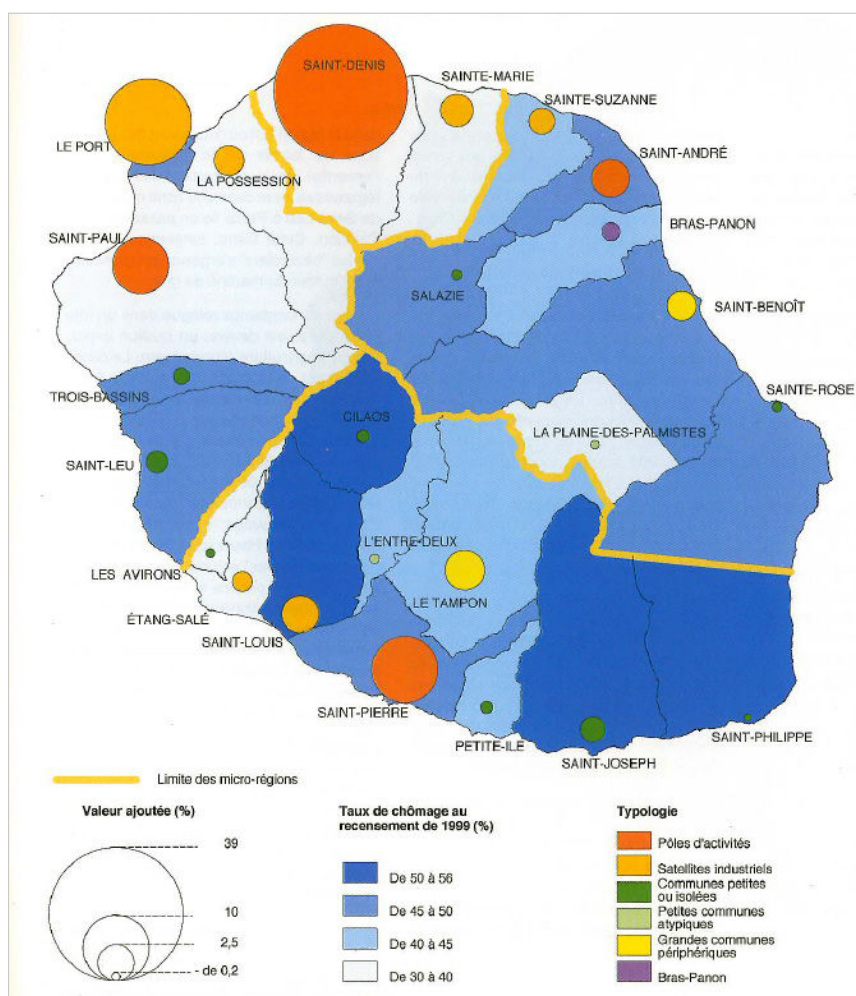 SAINT-DENIS
SAINTE-MARIE
SAINTE-SUZANNE
LE PORT
LA POSSESSION
SAINT-ANDRÉ
SAINT-PAUL
BRAS-PANON
SALAZIE
SAINT-BENOÎT
TROIS-BASSINS
SAINTE-ROSE
CILAOS
LA PLAINE-DES-PALMISTES
SAINT-LEU
L'ENTRE-DEUX
LES AVIRONS
LE TAMPON
ÉTANG-SALÉ
SAINT-LOUIS
SAINT-PIERRE
PETITE-ILE
SAINT-PHILIPPE
SAINT-JOSEPH
Limite des micro-régions
Valeur ajoutée (%)
39
10
2,5
- de 0,2
Taux de chômage au
recensement de 1999 (%)
De 50 à 56
De 45 à 50
De 40 à 45
De 30 à 40
Typologie
Pôles d'activités
Satellites industriels
Communes petites
ou isolées
Petites communes
atypiques
Grandes communes
périphériques
Bras-Panon